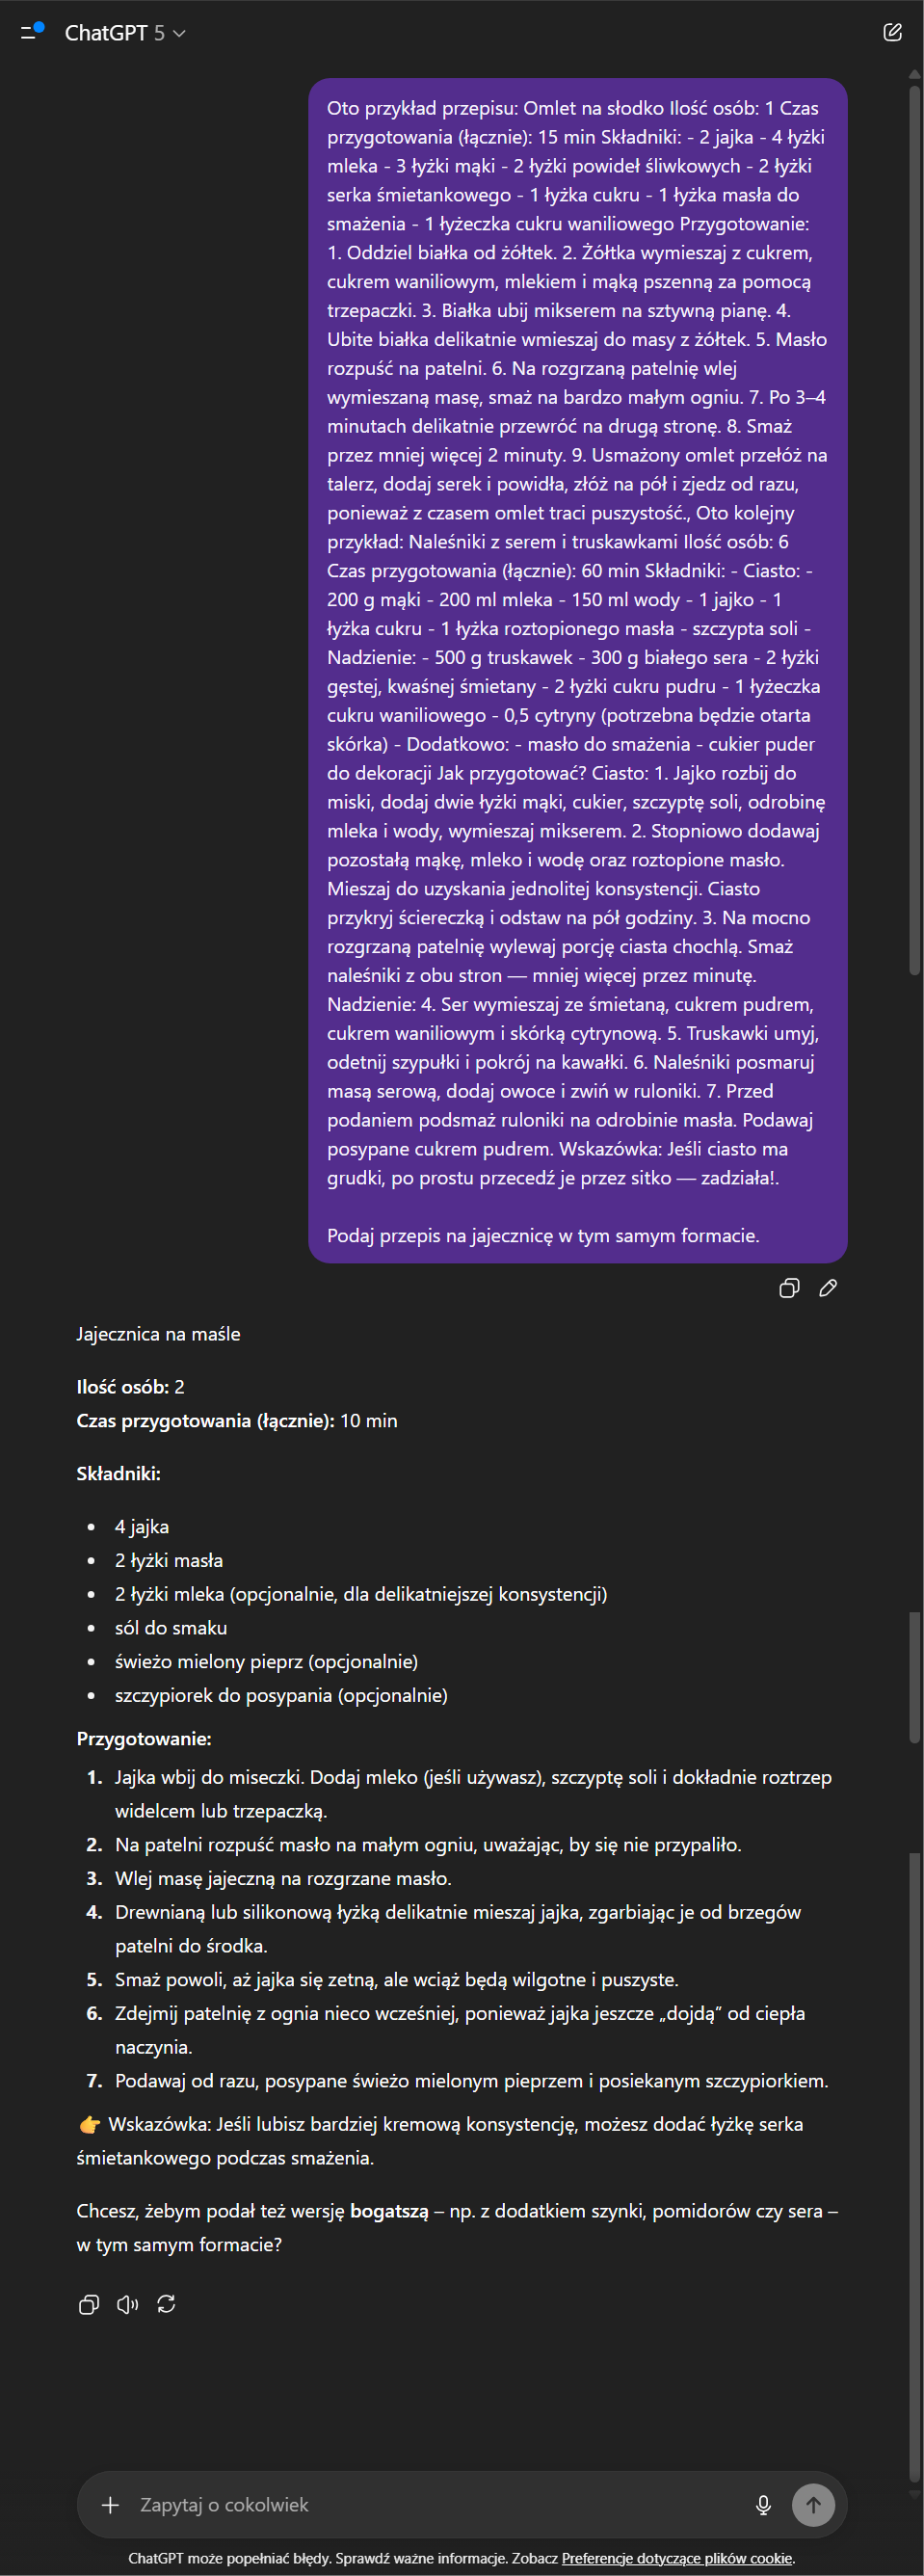 ChatGPT 5
Oto przykład przepisu: Omlet na słodko Ilość osób: 1 Czas
przygotowania (łącznie): 15 min Składniki: - 2 jajka - 4 łyżki
mleka - 3 łyżki mąki - 2 łyżki powideł śliwkowych - 2 łyżki
serka śmietankowego - 1 łyżka cukru - 1 łyżka masła do
smażenia - 1 łyżeczka cukru waniliowego Przygotowanie:
1. Oddziel białka od żółtek. 2. Żółtka wymieszaj z cukrem,
cukrem waniliowym, mlekiem i mąką pszenną za pomocą
trzepaczki. 3. Białka ubij mikserem na sztywną pianę. 4.
Ubite białka delikatnie wmieszaj do masy z żółtek. 5. Masło
rozpuść na patelni. 6. Na rozgrzaną patelnię wlej
wymieszaną masę, smaż na bardzo małym ogniu. 7. Po 3–4
minutach delikatnie przewróć na drugą stronę. 8. Smaż
przez mniej więcej 2 minuty. 9. Usmażony omlet przełóż na
talerz, dodaj serek i powidła, złóż na pół i zjedz od razu,
ponieważ z czasem omlet traci puszystość., Oto kolejny
przykład: Naleśniki z serem i truskawkami Ilość osób: 6
Czas przygotowania (łącznie): 60 min Składniki: - Ciasto: -
200 g mąki - 200 ml mleka - 150 ml wody - 1 jajko - 1
łyżka cukru - 1 łyżka roztopionego masła - szczypta soli -
Nadzienie: - 500 g truskawek - 300 g białego sera - 2 łyżki
gęstej, kwaśnej śmietany - 2 łyżki cukru pudru - 1 łyżeczka
cukru waniliowego - 0,5 cytryny (potrzebna będzie otarta
skórka) - Dodatkowo: - masło do smażenia - cukier puder
do dekoracji Jak przygotować? Ciasto: 1. Jajko rozbij do
miski, dodaj dwie łyżki mąki, cukier, szczyptę soli, odrobinę
mleka i wody, wymieszaj mikserem. 2. Stopniowo dodawaj
pozostałą mąkę, mleko i wodę oraz roztopione masło.
Mieszaj do uzyskania jednolitej konsystencji. Ciasto
przykryj ściereczką i odstaw na pół godziny. 3. Na mocno
rozgrzaną patelnię wylewaj porcję ciasta chochlą. Smaż
naleśniki z obu stron — mniej więcej przez minutę.
Nadzienie: 4. Ser wymieszaj ze śmietaną, cukrem pudrem,
cukrem waniliowym i skórką cytrynową. 5. Truskawki umyj,
odetnij szypułki i pokrój na kawałki. 6. Naleśniki posmaruj
masą serową, dodaj owoce i zwiń w ruloniki. 7. Przed
podaniem podsmaż ruloniki na odrobinie masła. Podawaj
posypane cukrem pudrem. Wskazówka: Jeśli ciasto ma
grudki, po prostu przecedź je przez sitko — zadziała!.
Podaj przepis na jajecznicę w tym samym formacie.
Jajecznica na maśle
Ilość osób: 2
Czas przygotowania (łącznie): 10 min
Składniki:
• 4 jajka
• 2 łyżki masła
• 2 łyżki mleka (opcjonalnie, dla delikatniejszej konsystencji)
• sól do smaku
• świeżo mielony pieprz (opcjonalnie)
• szczypiorek do posypania (opcjonalnie)
Przygotowanie:
1. Jajka wbij do miseczki. Dodaj mleko (jeśli używasz), szczyptę soli i dokładnie roztrzep
widelcem lub trzepaczką.
2. Na patelni rozpuść masło na małym ogniu, uważając, by się nie przypaliło.
3. Wlej masę jajeczną na rozgrzane masło.
4. Drewnianą lub silikonową łyżką delikatnie mieszaj jajka, zgarbiając je od brzegów
patelni do środka.
5. Smaż powoli, aż jajka się zetną, ale wciąż będą wilgotne i puszyste.
6. Zdejmij patelnię z ognia nieco wcześniej, ponieważ jajka jeszcze „dojdą” od ciepła
naczynia.
7. Podawaj od razu, posypane świeżo mielonym pieprzem i posiekanym szczypiorkiem.
👉 Wskazówka: Jeśli lubisz bardziej kremową konsystencję, możesz dodać łyżkę serka
śmietankowego podczas smażenia.
Chcesz, żebym podał też wersję bogatszą – np. z dodatkiem szynki, pomidorów czy sera –
w tym samym formacie?
Zapytaj o cokolwiek
ChatGPT może popełniać błędy. Sprawdź ważne informacje. Zobacz Preferencje dotyczące plików cookie.